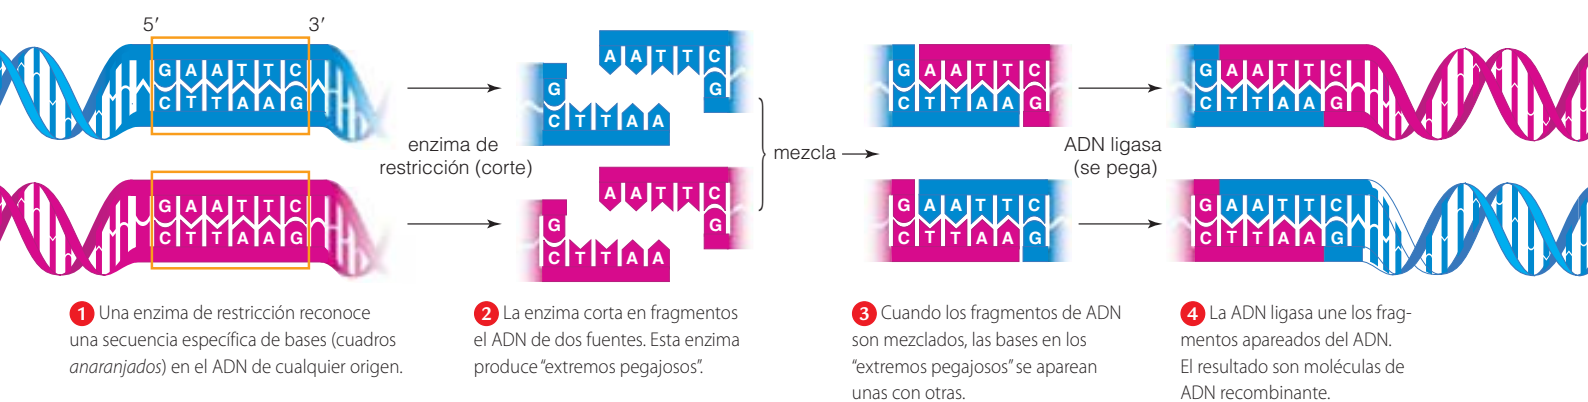 5′ 3′
G A A T T C
C T T A A G
G A A T T C
C T T A A G
enzima de
restricción (corte)
A A T T C
G G
C T T A A
A A T T C
G G
C T T A A
mezcla
G A A T T C
C T T A A G
G A A T T C
C T T A A G
ADN ligasa
(se pega)
G A A T T C
C T T A A G
G A A T T C
C T T A A G
1 Una enzima de restricción reconoce
una secuencia específica de bases (cuadros
anaranjados) en el ADN de cualquier origen.
2 La enzima corta en fragmentos
el ADN de dos fuentes. Esta enzima
produce “extremos pegajosos”.
3 Cuando los fragmentos de ADN
son mezclados, las bases en los
“extremos pegajosos” se aparean
unas con otras.
4 La ADN ligasa une los frag-
mentos apareados del ADN.
El resultado son moléculas de
ADN recombinante.